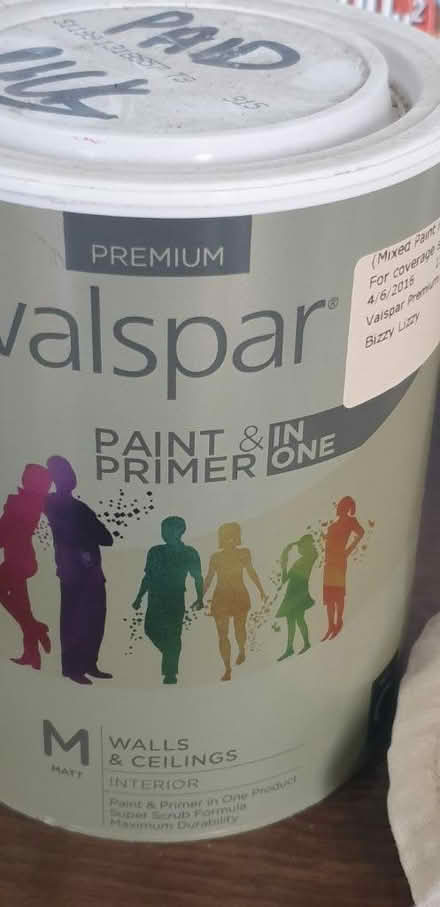 PAID
PREMIUM
valspar®
(Mixed Paint
For coverage
4/6/2016
Valspar Premium
Bizzy Lizzy
PAINT & IN
PRIMER ONE
M
MATT
WALLS
& CEILINGS
INTERIOR
Paint & Primer in One Product
Super Scrub Formula
Maximum Durability